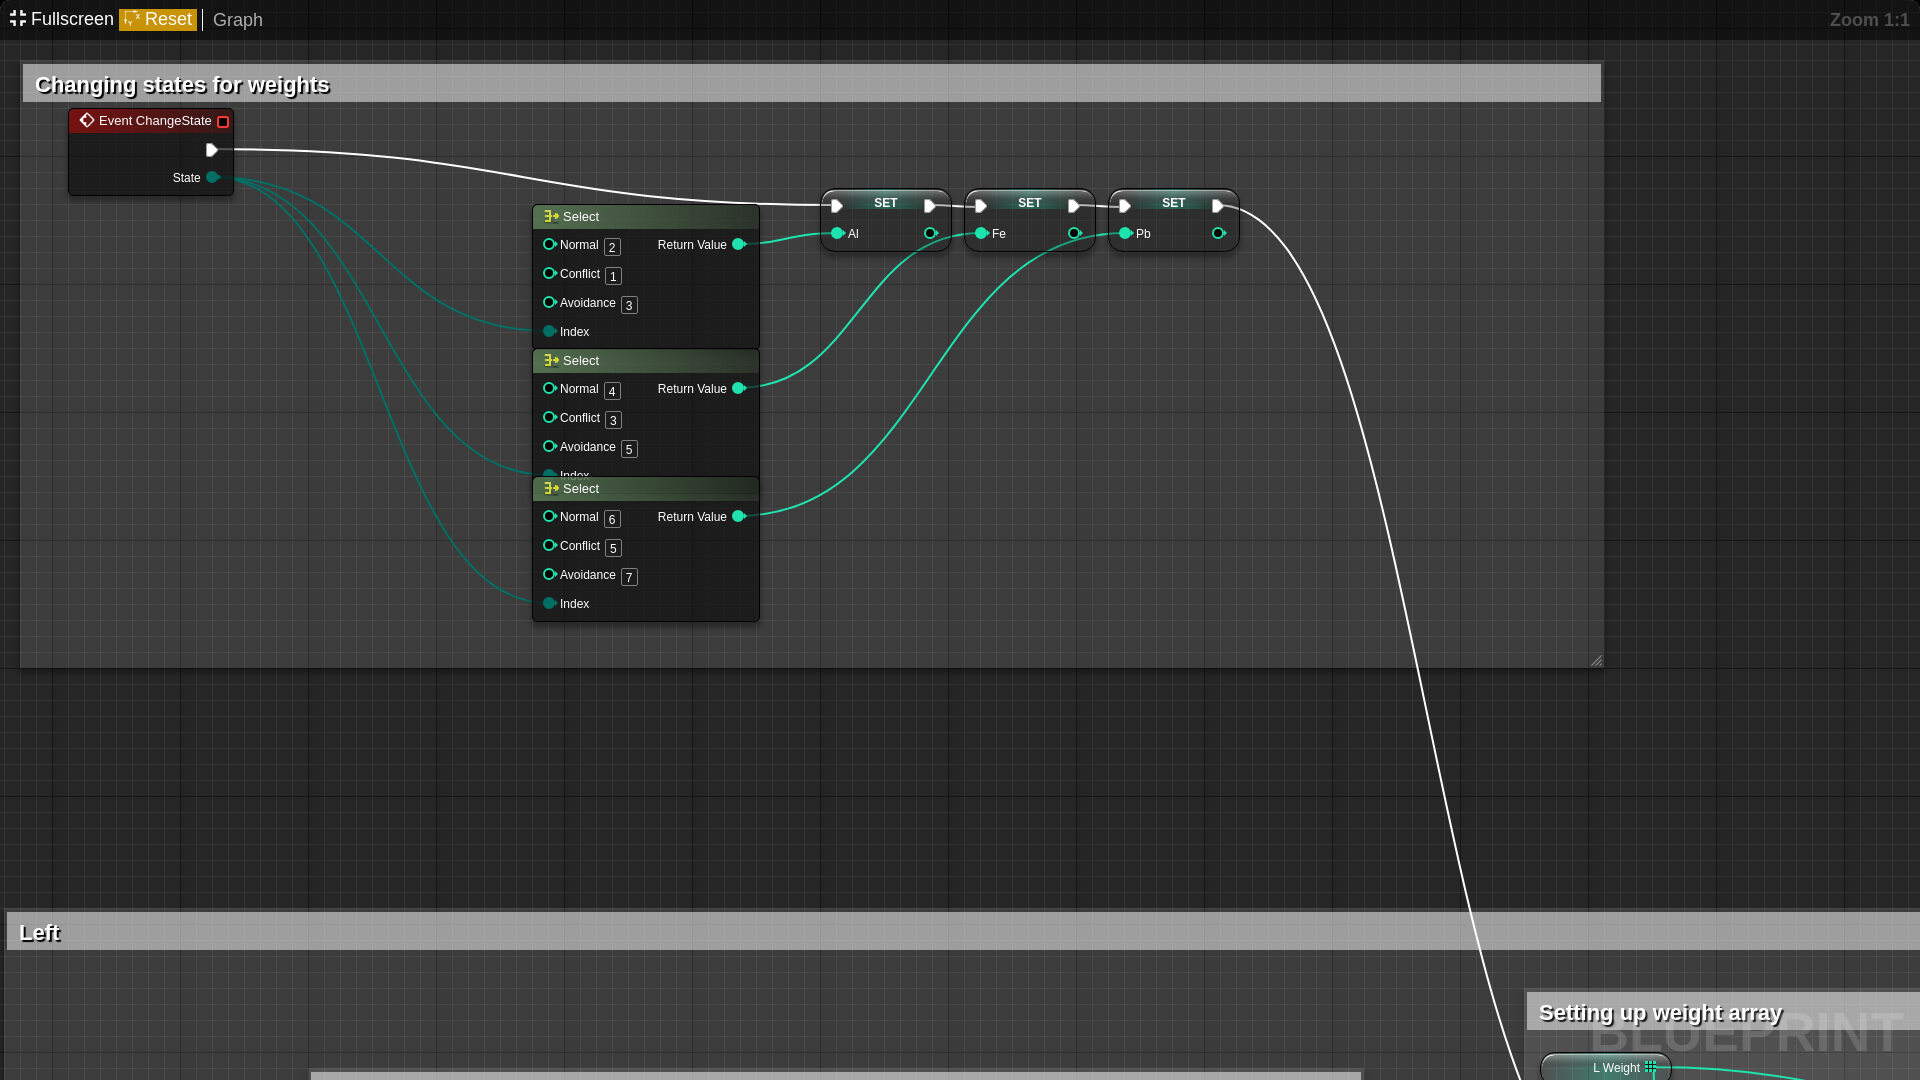 Fullscreen Reset Graph Zoom 1:1
Changing states for weights
Event ChangeState
State
Select
Normal 2 Return Value
Conflict 1
Avoidance 3
Index
Select
Normal 4 Return Value
Conflict 3
Avoidance 5
Index
Select
Normal 6 Return Value
Conflict 5
Avoidance 7
Index
SET
Al
SET
Fe
SET
Pb
Left
Setting up weight array
BLUEPRINT
L Weight